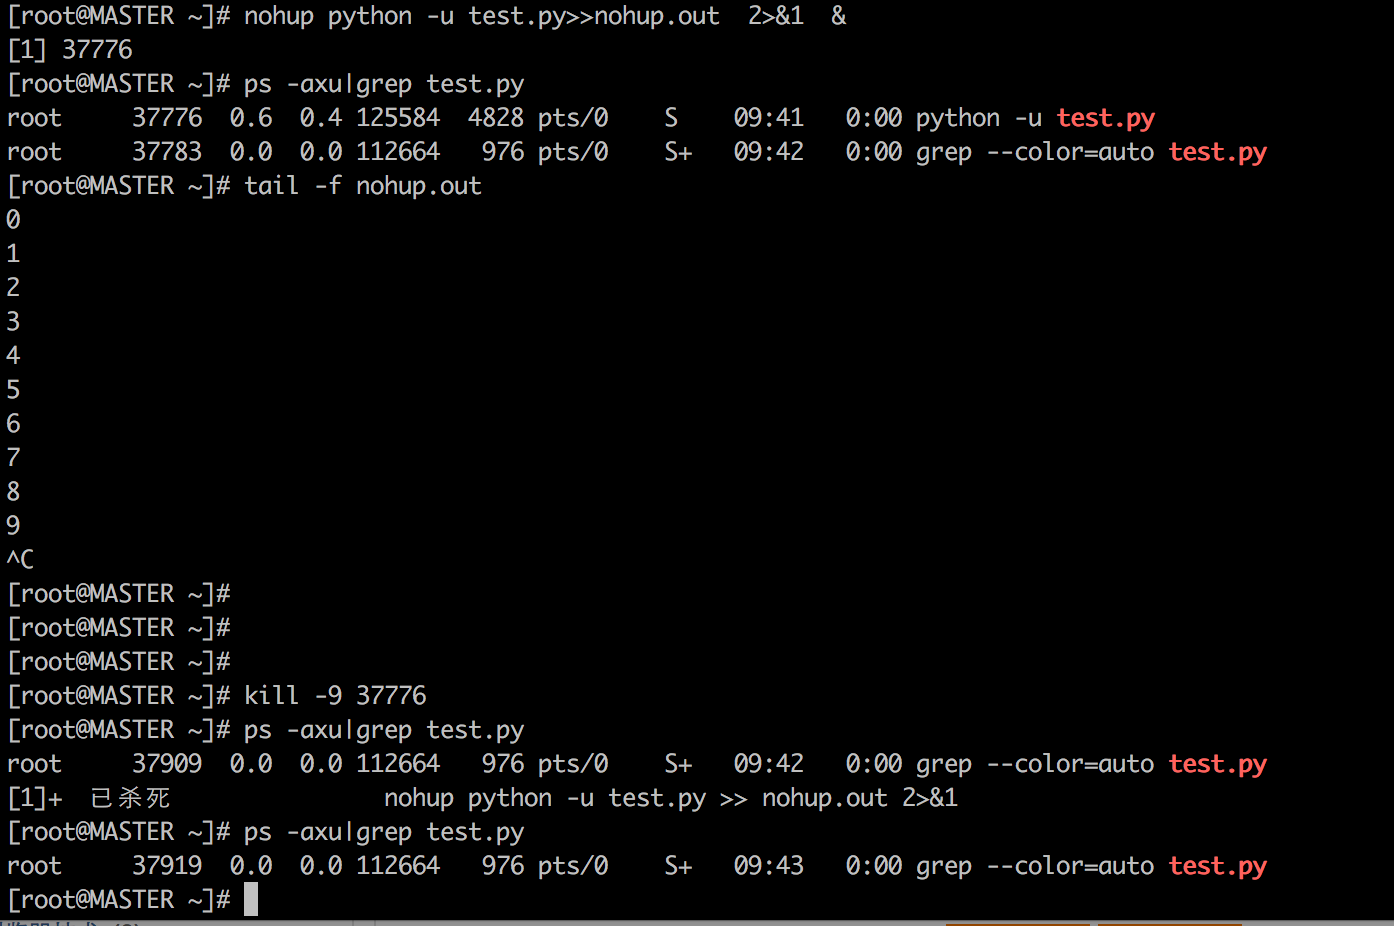 [root@MASTER ~]# nohup python -u test.py>>nohup.out  2>&1  &
[1] 37776
[root@MASTER ~]# ps -axu|grep test.py
root     37776  0.6  0.4 125584  4828 pts/0    S    09:41   0:00 python -u test.py
root     37783  0.0  0.0 112664   976 pts/0    S+   09:42   0:00 grep --color=auto test.py
[root@MASTER ~]# tail -f nohup.out
0
1
2
3
4
5
6
7
8
9
^C
[root@MASTER ~]#
[root@MASTER ~]#
[root@MASTER ~]#
[root@MASTER ~]# kill -9 37776
[root@MASTER ~]# ps -axu|grep test.py
root     37909  0.0  0.0 112664   976 pts/0    S+   09:42   0:00 grep --color=auto test.py
[1]+  已杀死               nohup python -u test.py >> nohup.out 2>&1
[root@MASTER ~]# ps -axu|grep test.py
root     37919  0.0  0.0 112664   976 pts/0    S+   09:43   0:00 grep --color=auto test.py
[root@MASTER ~]#